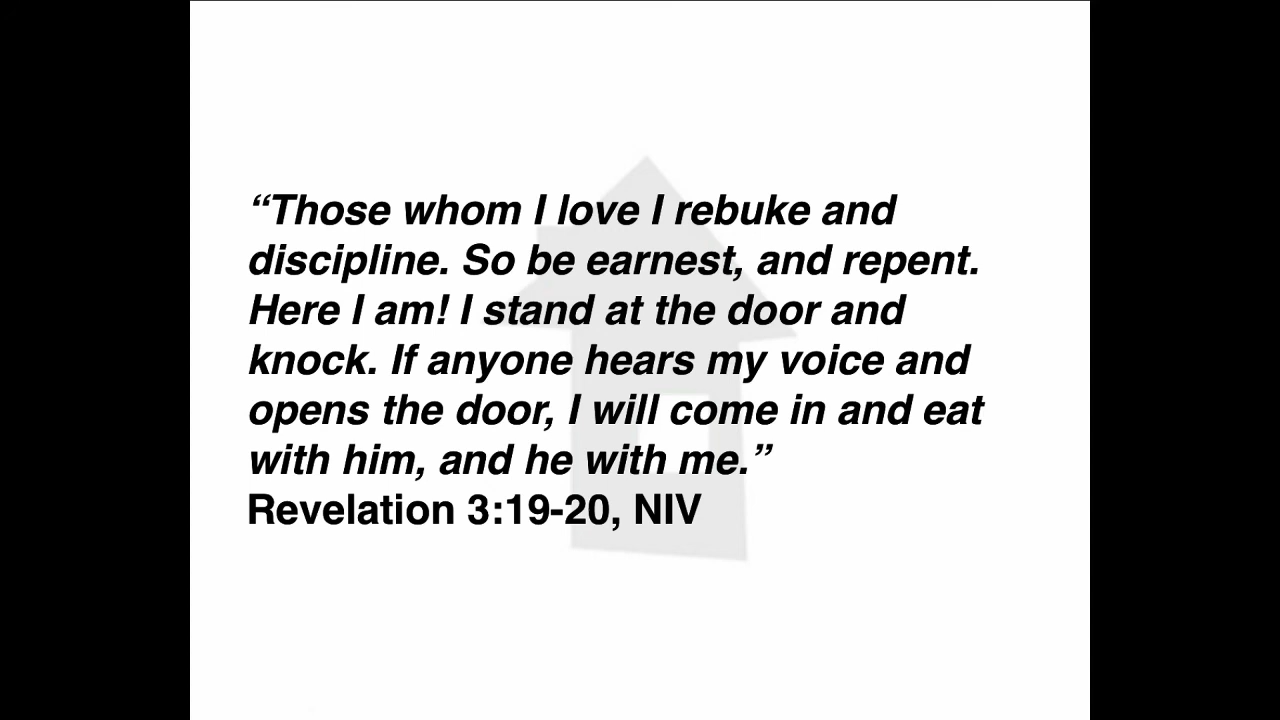 “Those whom I love I rebuke and
discipline. So be earnest, and repent.
Here I am! I stand at the door and
knock. If anyone hears my voice and
opens the door, I will come in and eat
with him, and he with me.”
Revelation 3:19-20, NIV